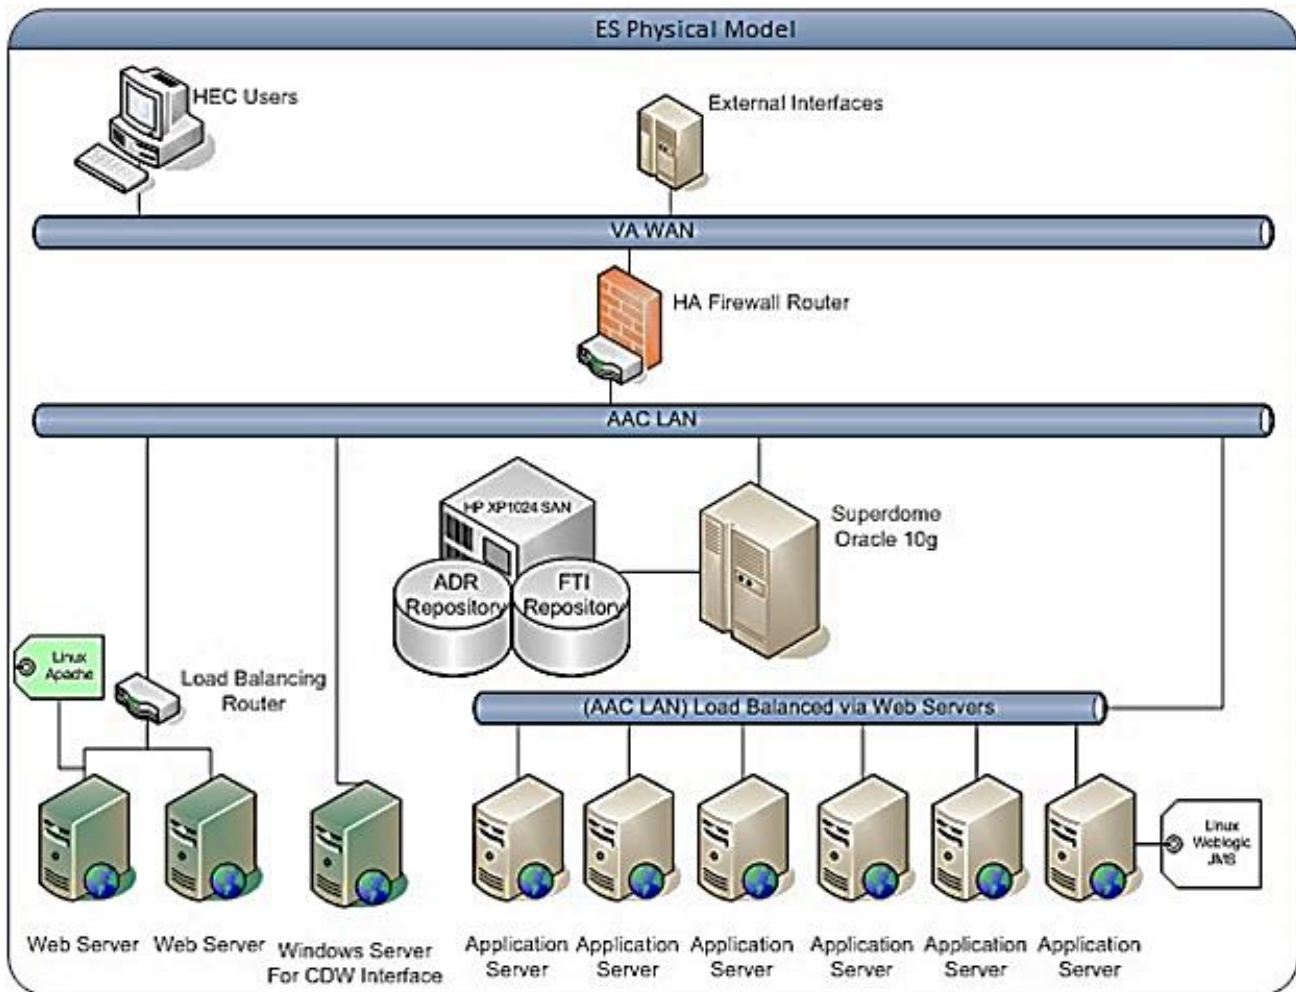 ES Physical Model
HEC Users
External Interfaces
VA WAN
HA Firewall Router
AAC LAN
HP XP1024 SAN
ADR
Repository
FTI
Repository
Superdome
Oracle 10g
Linux
Apache
Load Balancing
Router
(AAC LAN) Load Balanced via Web Servers
Linux
Weblogic
JMS
Web Server
Web Server
Windows Server
For CDW Interface
Application
Server
Application
Server
Application
Server
Application
Server
Application
Server
Application
Server